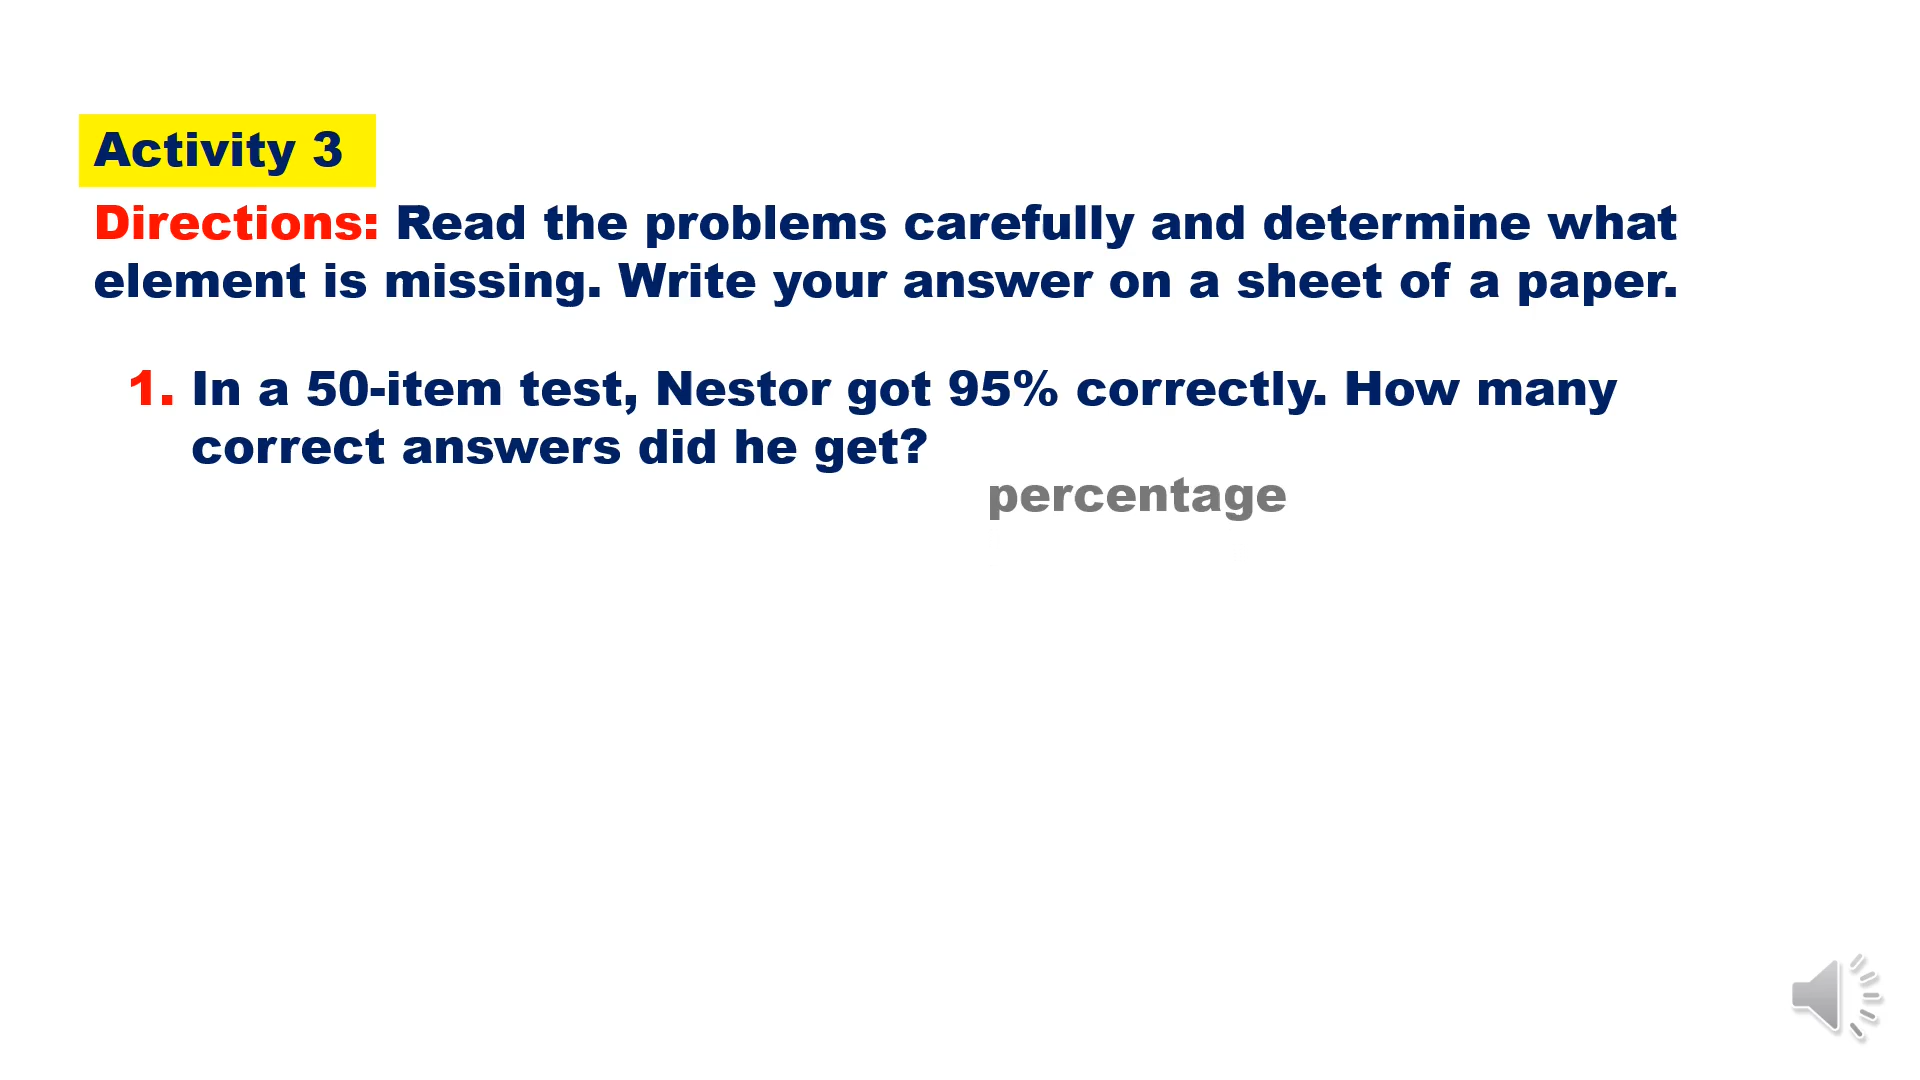 Activity 3
Directions: Read the problems carefully and determine what
element is missing. Write your answer on a sheet of a paper.
1. In a 50-item test, Nestor got 95% correctly. How many
correct answers did he get?
percentage